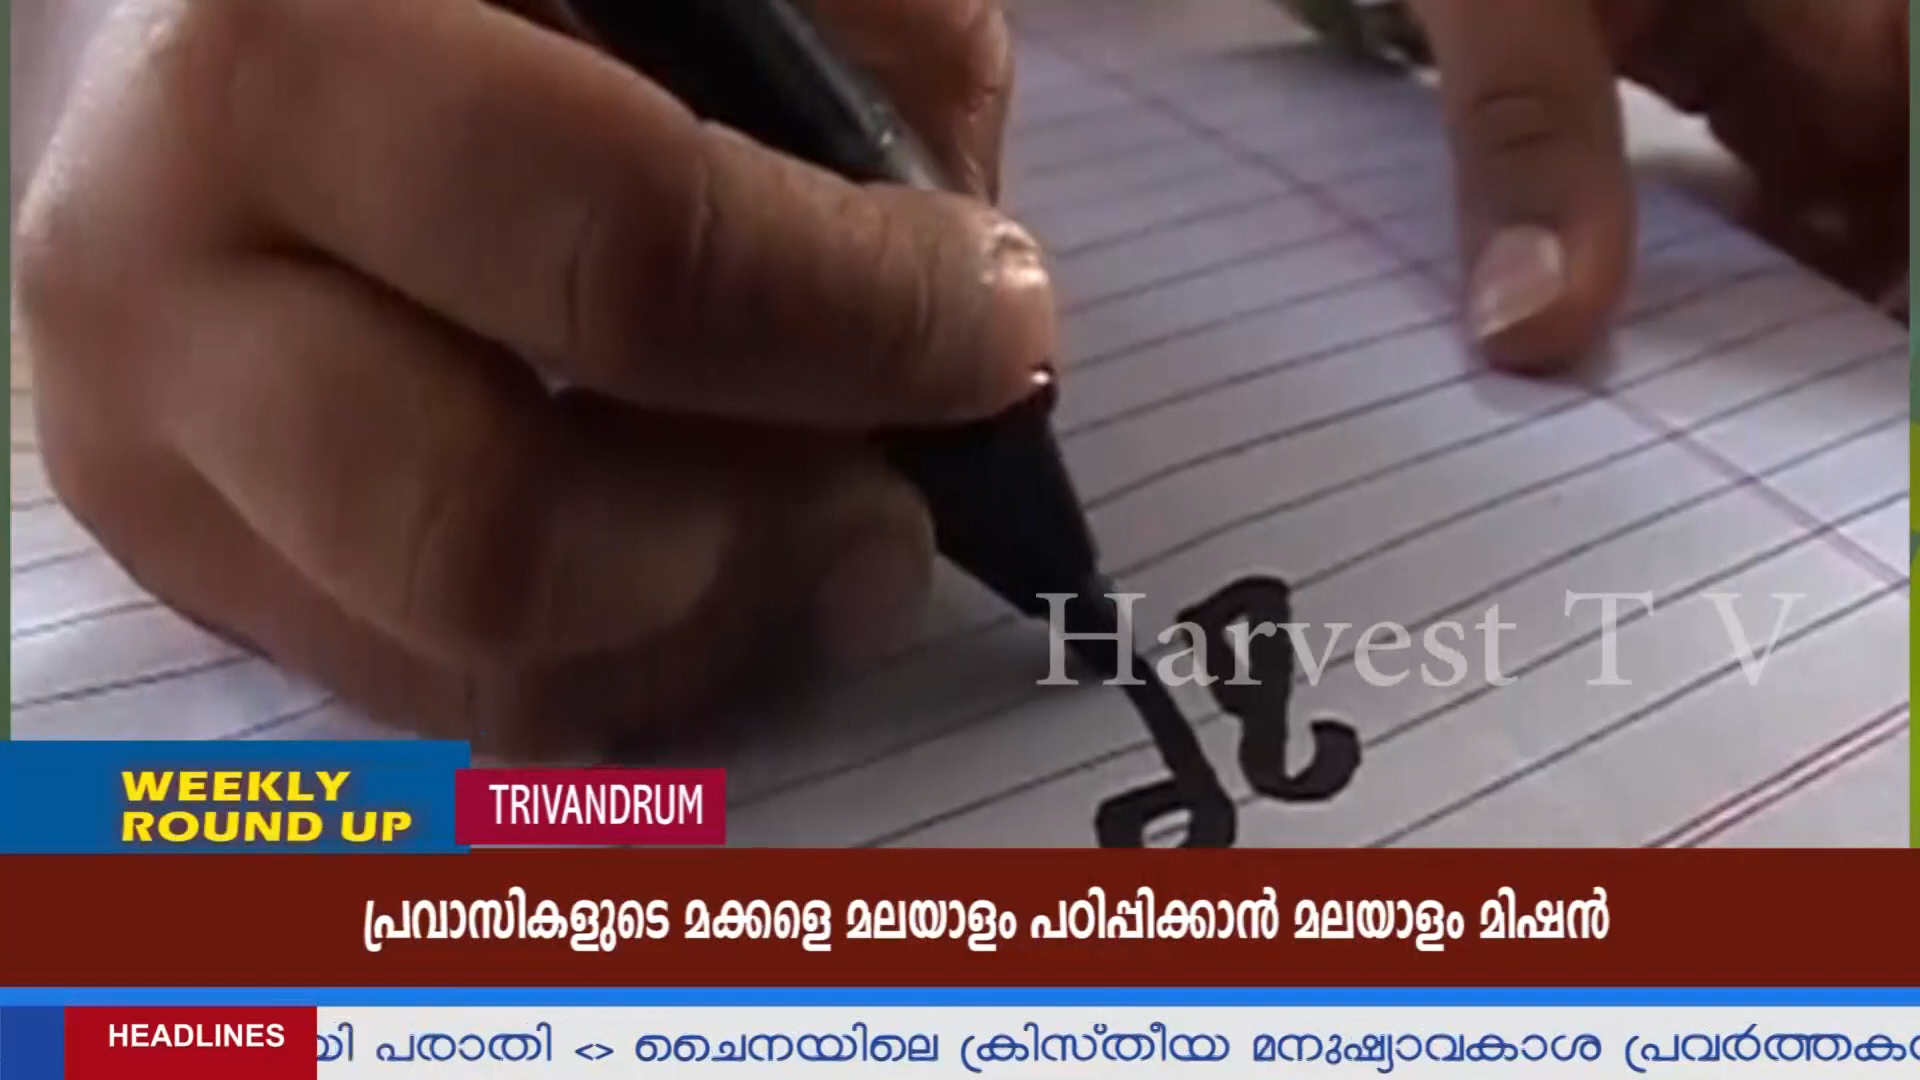 Harvest T V
WEEKLY
ROUND UP
TRIVANDRUM
പ്രവാസികളുടെ മക്കളെ മലയാളം പഠിപ്പിക്കാൻ മലയാളം മിഷൻ
HEADLINES
പരാതി <> ചൈനയിലെ ക്രിസ്തീയ മനുഷ്യാവകാശ